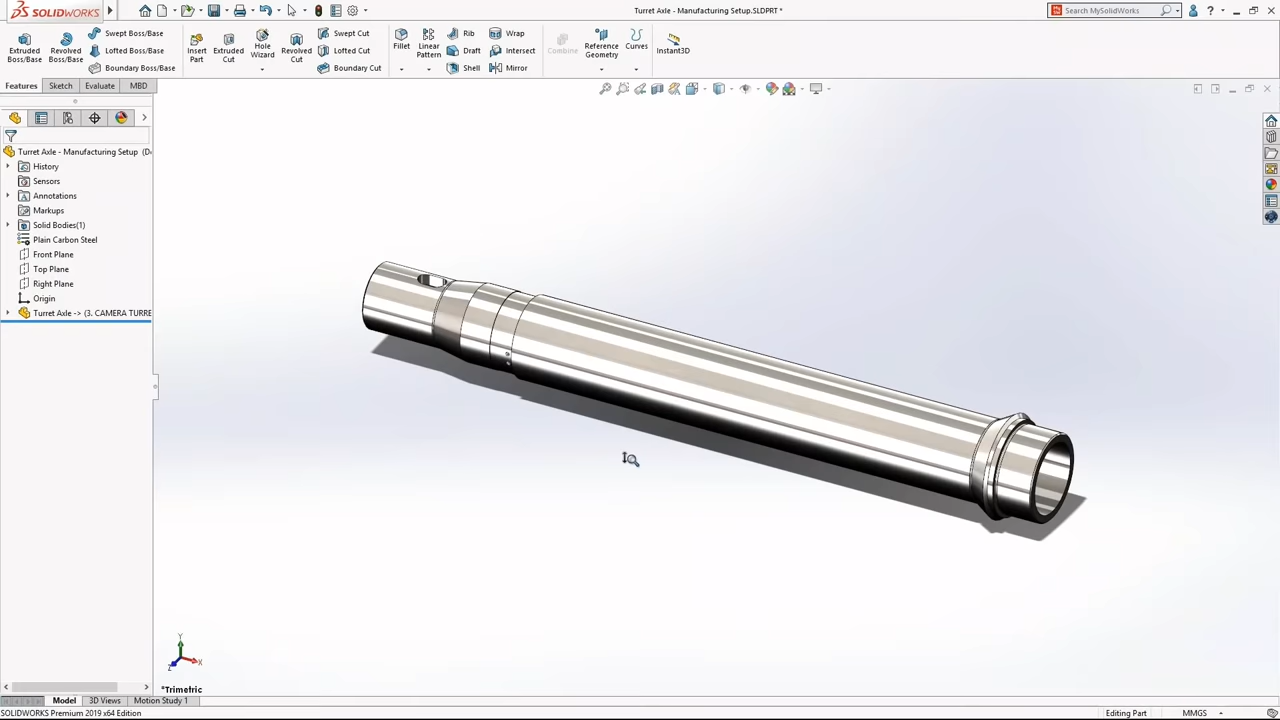 SOLIDWORKS
Turret Axle - Manufacturing Setup.SLDPRT *
Search MySolidWorks
Extruded Boss/Base
Revolved Boss/Base
Swept Boss/Base
Lofted Boss/Base
Boundary Boss/Base
Insert Part
Extruded Cut
Hole Wizard
Revolved Cut
Swept Cut
Lofted Cut
Boundary Cut
Fillet
Linear Pattern
Rib
Draft
Shell
Wrap
Intersect
Mirror
Combine
Reference Geometry
Curves
Instant3D
Features
Sketch
Evaluate
MBD
Turret Axle - Manufacturing Setup (D
History
Sensors
Annotations
Markups
Solid Bodies(1)
Plain Carbon Steel
Front Plane
Top Plane
Right Plane
Origin
Turret Axle -> (3. CAMERA TURRE
Y
X
Z
*Trimetric
Model
3D Views
Motion Study 1
SOLIDWORKS Premium 2019 x64 Edition
Editing Part
MMGS